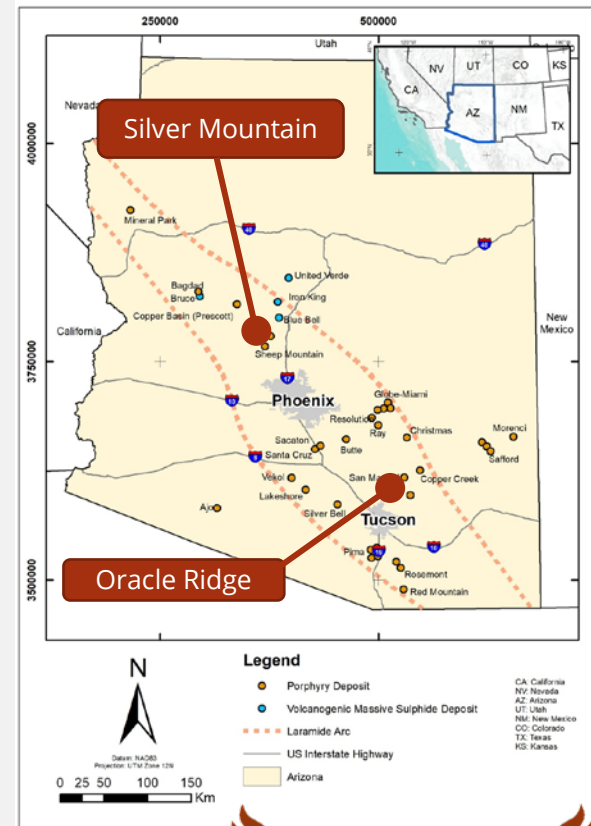 250000
500000
Utah
Nevada
NV
UT
CO
KS
CA
AZ
NM
TX
4000000
Silver Mountain
Mineral Park
40
40
United Verde
Bagdad
Bruce
Iron King
Copper Basin (Prescott)
Blue Bell
California
New
Mexico
Sheep Mountain
3750000
17
10
Phoenix
Globe-Miami
Resolution
Ray
Christmas
Morenci
Sacaton
Santa Cruz
Butte
Safford
8
Vekol
San Ma
Copper Creek
Lakeshore
Ajo
Silver Bell
Tucson
Pima
19
10
Oracle Ridge
Rosemont
3500000
Red Mountain
N
Datum: NAD83
Projection: UTM Zone 12N
0 25 50 100 150
Km
Legend
Porphyry Deposit
Volcanogenic Massive Sulphide Deposit
Laramide Arc
US Interstate Highway
Arizona
CA: California
NV: Nevada
AZ: Arizona
UT: Utah
NM: New Mexico
CO: Colorado
TX: Texas
KS: Kansas